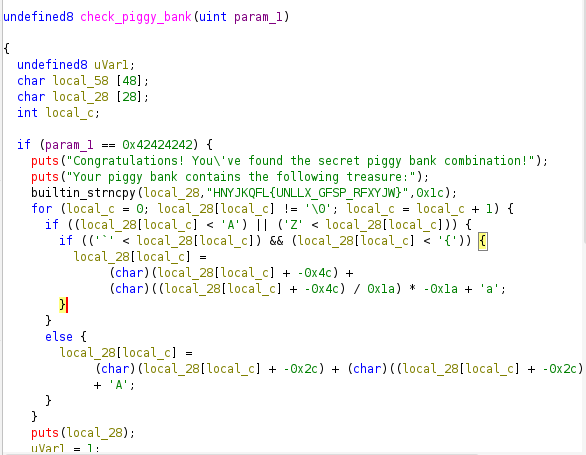 undefined8 check_piggy_bank(uint param_1)
{
undefined8 uVar1;
char local_58 [48];
char local_28 [28];
int local_c;
if (param_1 == 0x42424242) {
puts("Congratulations! You\'ve found the secret piggy bank combination!");
puts("Your piggy bank contains the following treasure:");
builtin_strncpy(local_28,"HNYJKQFL{UNLLX_GFSP_RFXYJW}",0x1c);
for (local_c = 0; local_28[local_c] != '\0'; local_c = local_c + 1) {
if ((local_28[local_c] < 'A') || ('Z' < local_28[local_c])) {
if (('`' < local_28[local_c]) && (local_28[local_c] < '{')) {
local_28[local_c] =
(char)(local_28[local_c] + -0x4c) +
(char)((local_28[local_c] + -0x4c) / 0x1a) * -0x1a + 'a';
}
}
else {
local_28[local_c] =
(char)(local_28[local_c] + -0x2c) + (char)((local_28[local_c] + -0x2c)
+ 'A';
}
}
puts(local_28);
uVar1 = 1;